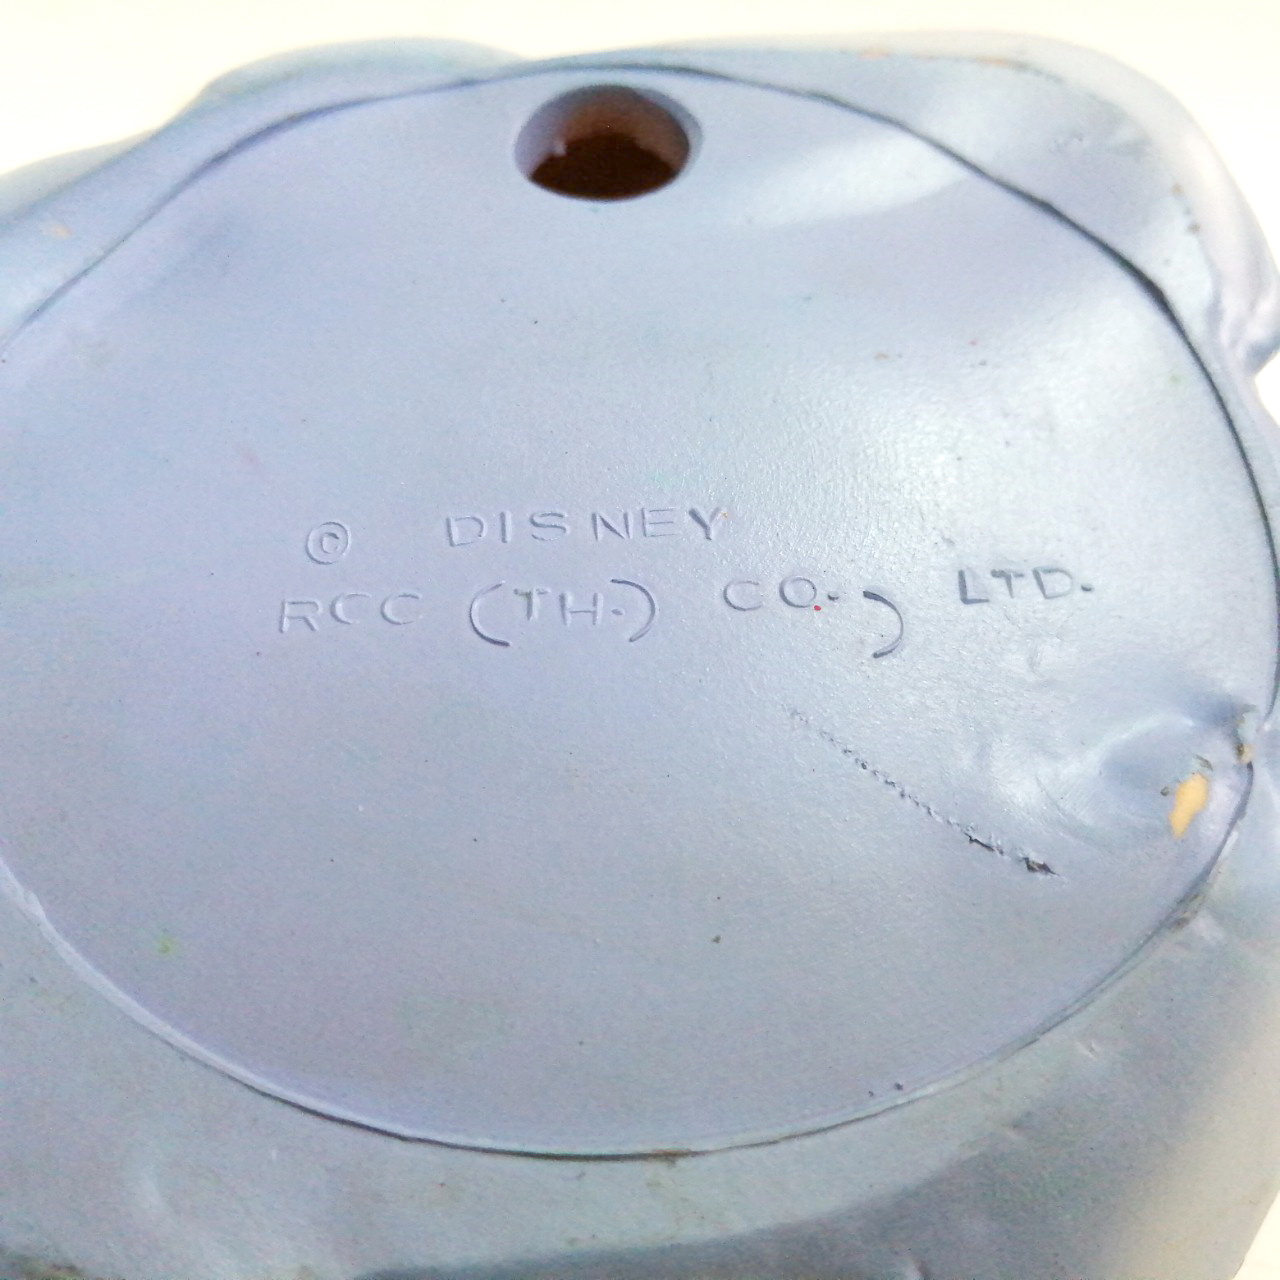 © DISNEY
RCC (TH.) CO., LTD.